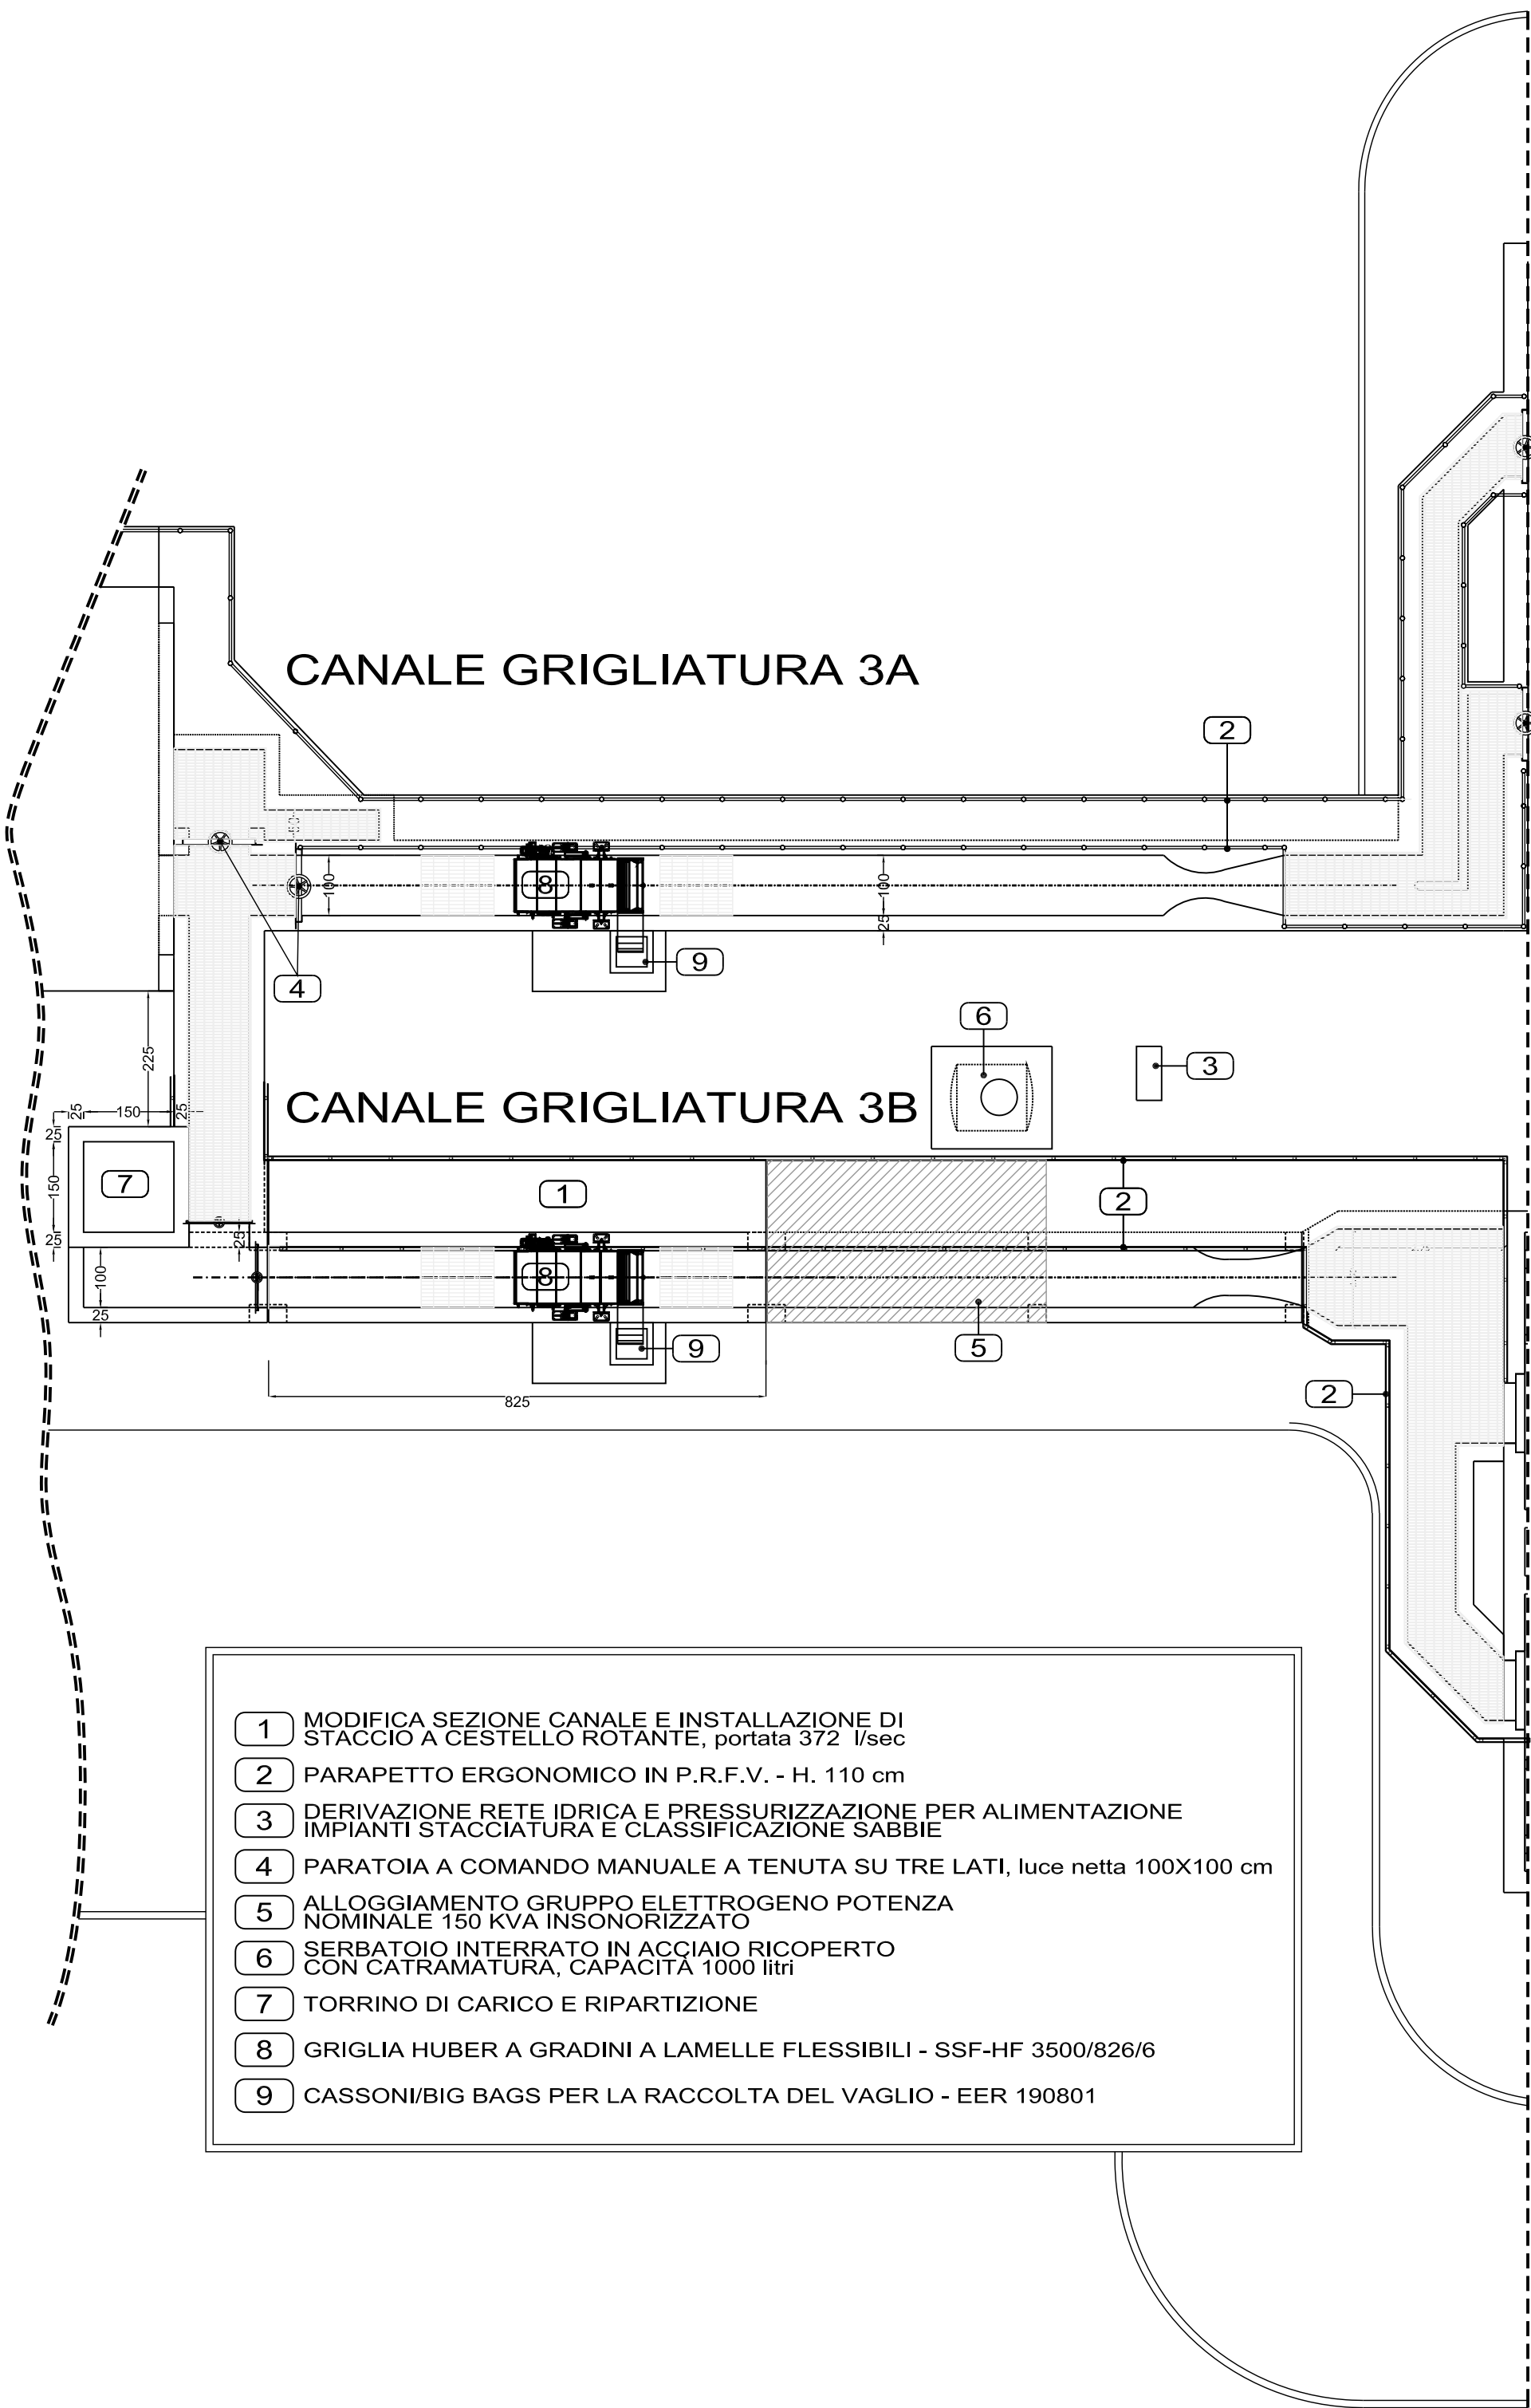 CANALE GRIGLIATURA 3A
2
8
100
100
25
9
4
6
3
225
25
150
25
CANALE GRIGLIATURA 3B
25
150
25
7
1
2
25
8
100
25
9
5
2
825
1 MODIFICA SEZIONE CANALE E INSTALLAZIONE DI
STACCIO A CESTELLO ROTANTE, portata 372 l/sec
2 PARAPETTO ERGONOMICO IN P.R.F.V. - H. 110 cm
3 DERIVAZIONE RETE IDRICA E PRESSURIZZAZIONE PER ALIMENTAZIONE
IMPIANTI STACCIATURA E CLASSIFICAZIONE SABBIE
4 PARATOIA A COMANDO MANUALE A TENUTA SU TRE LATI, luce netta 100X100 cm
5 ALLOGGIAMENTO GRUPPO ELETTROGENO POTENZA
NOMINALE 150 KVA INSONORIZZATO
6 SERBATOIO INTERRATO IN ACCIAIO RICOPERTO
CON CATRAMATURA, CAPACITÀ 1000 litri
7 TORRINO DI CARICO E RIPARTIZIONE
8 GRIGLIA HUBER A GRADINI A LAMELLE FLESSIBILI - SSF-HF 3500/826/6
9 CASSONI/BIG BAGS PER LA RACCOLTA DEL VAGLIO - EER 190801